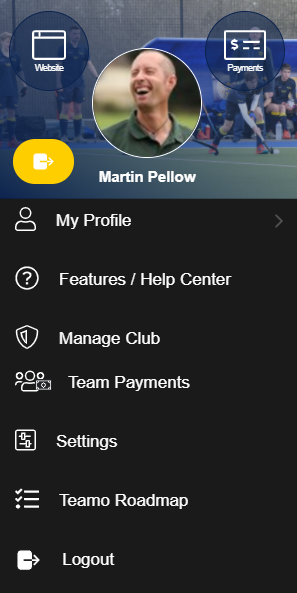 Website
Payments
Martin Pellow
My Profile
Features / Help Center
Manage Club
Team Payments
Settings
Teamo Roadmap
Logout